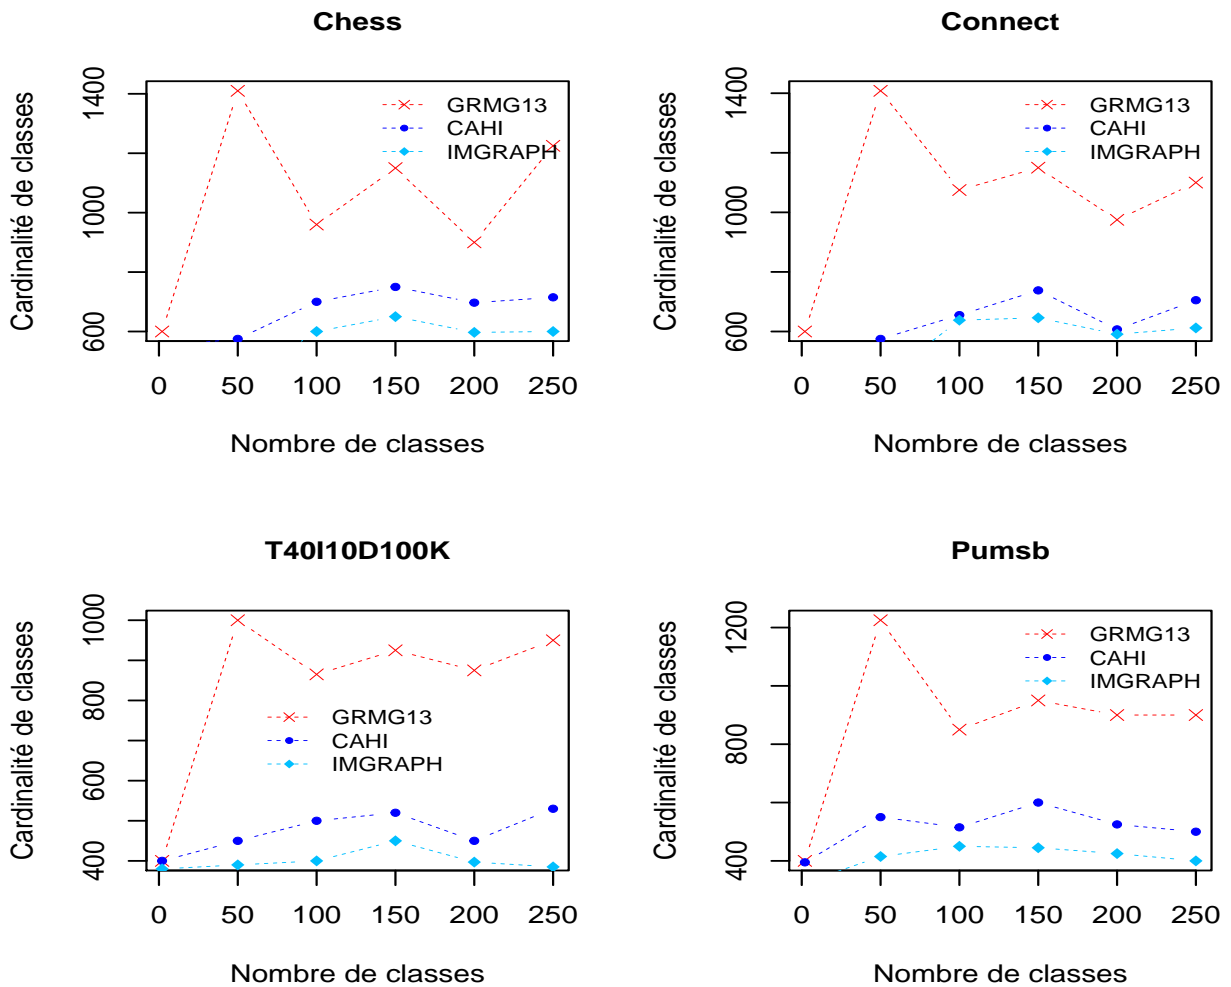 Chess
Cardinalité de classes
600 1000 1400
GRMG13
CAHI
IMGRAPH
0 50 100 150 200 250
Nombre de classes
Connect
Cardinalité de classes
600 1000 1400
GRMG13
CAHI
IMGRAPH
0 50 100 150 200 250
Nombre de classes
T40I10D100K
Cardinalité de classes
400 600 800 1000
GRMG13
CAHI
IMGRAPH
0 50 100 150 200 250
Nombre de classes
Pumsb
Cardinalité de classes
400 800 1200
GRMG13
CAHI
IMGRAPH
0 50 100 150 200 250
Nombre de classes